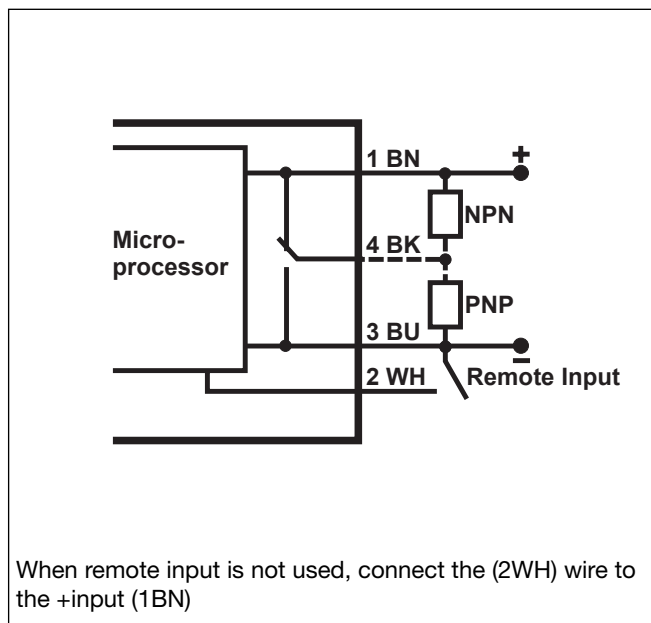 1 BN
+
NPN
4 BK
Micro-
processor
PNP
3 BU
–
2 WH
Remote Input
When remote input is not used, connect the (2WH) wire to
the +input (1BN)